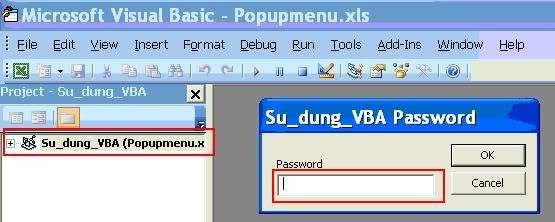 Microsoft Visual Basic - Popupmenu.xls
File Edit View Insert Format Debug Run Tools Add-Ins Window Help
Project - Su_dung_VBA
Su_dung_VBA (Popupmenu.x
Su_dung_VBA Password
Password
OK
Cancel